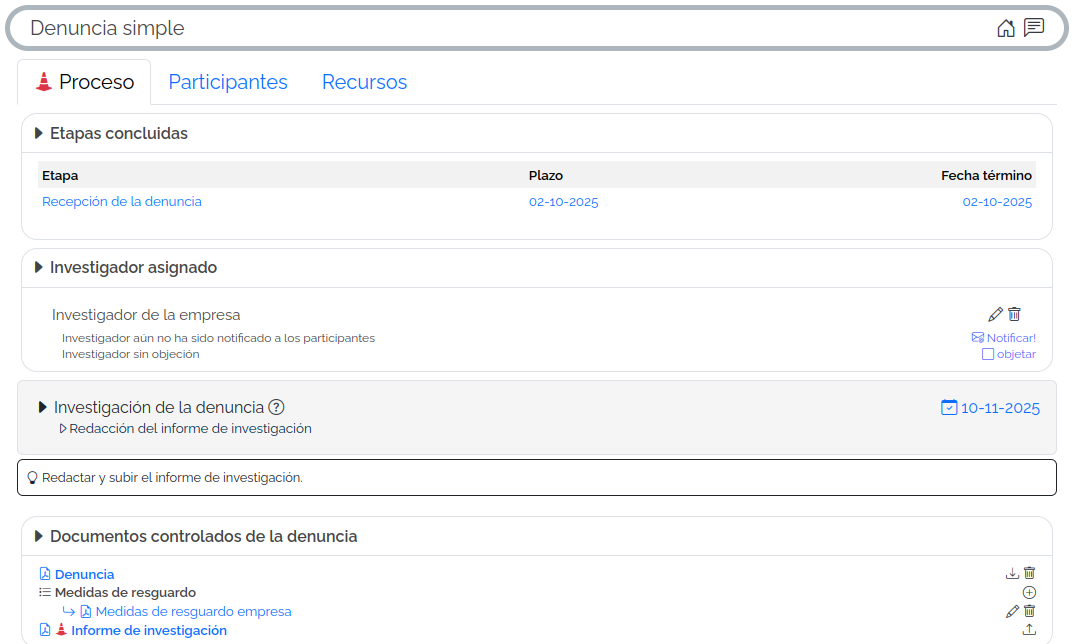 Denuncia simple
Proceso
Participantes
Recursos
Etapas concluidas
Etapa Plazo Fecha término
Recepción de la denuncia 02-10-2025 02-10-2025
Investigador asignado
Investigador de la empresa
Investigador aún no ha sido notificado a los participantes Notificar!
Investigador sin objeción objetar
Investigación de la denuncia 10-11-2025
Redacción del informe de investigación
Redactar y subir el informe de investigación.
Documentos controlados de la denuncia
Denuncia
Medidas de resguardo
Medidas de resguardo empresa
Informe de investigación